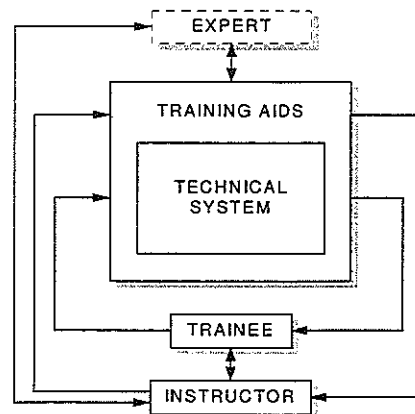 EXPERT
TRAINING AIDS
TECHNICAL
SYSTEM
TRAINEE
INSTRUCTOR